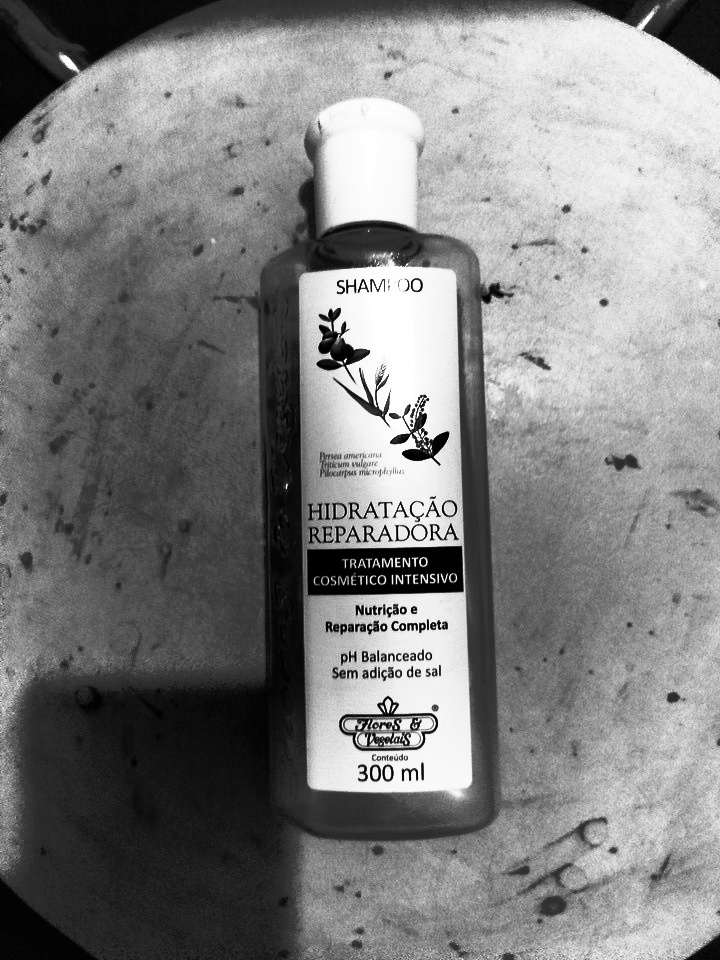 SHAMPOO
Persea americana
Triticum vulgare
Pilocarpus microphyllus
HIDRATAÇÃO
REPARADORA
TRATAMENTO
COSMÉTICO INTENSIVO
Nutrição e
Reparação Completa
pH Balanceado
Sem adição de sal
Flores &
Vegetais
®
Conteúdo
300 ml